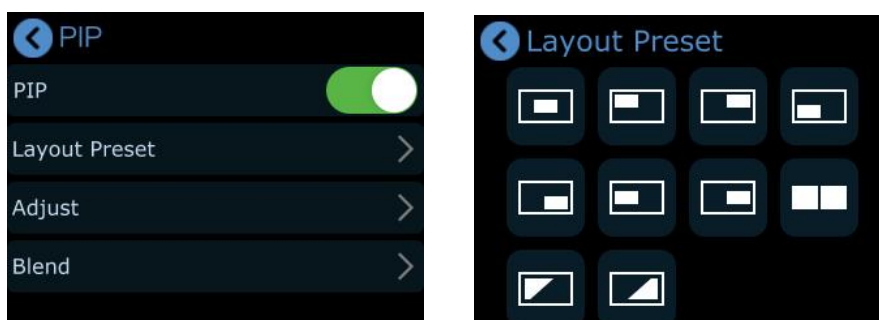 PIP
PIP
Layout Preset
Adjust
Blend
Layout Preset